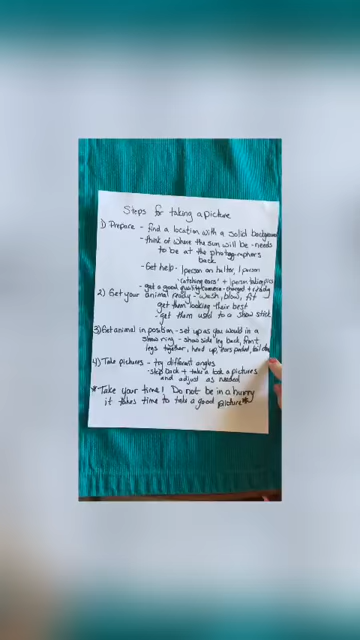 Steps for taking a picture
1) Prepare - find a location with a solid background
- think of where the sun will be - needs
to be at the photographers
back
- Get help - 1 person on halter, 1 person
"catching ears" + 1 person taking pics
- get a good quality camera - charged + ready
2) Get your animal ready - wash, blow, fit
get them looking their best
- get them used to a show stick
3) Get animal in position - set up as you would in a
show ring - show side leg back, front
legs together, head up, ears perked,
4) Take pictures - try different angles
- step back + take a look a pictures
and adjust as needed
* Take your time! Do not be in a hurry
it takes time to take a good picture